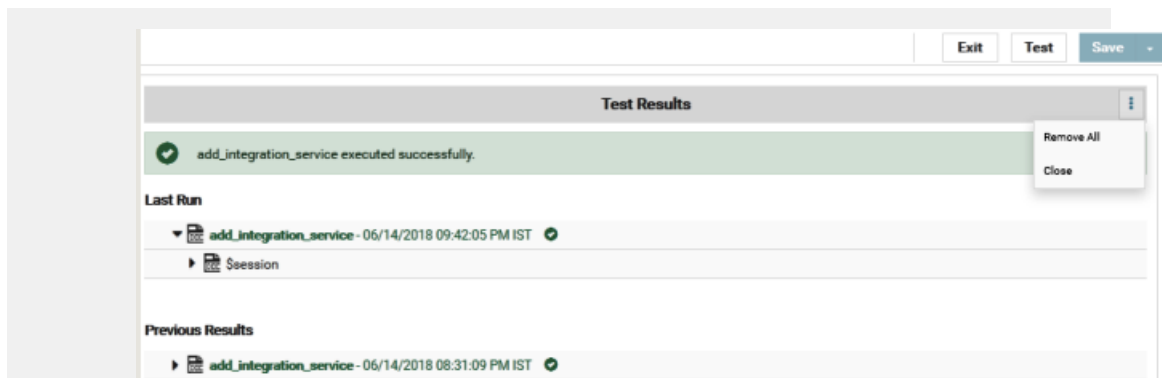 Exit Test Save
Test Results
Remove All
add_integration_service executed successfully.
Close
Last Run
add_integration_service - 06/14/2018 09:42:05 PM IST
$session
Previous Results
add_integration_service - 06/14/2018 08:31:09 PM IST